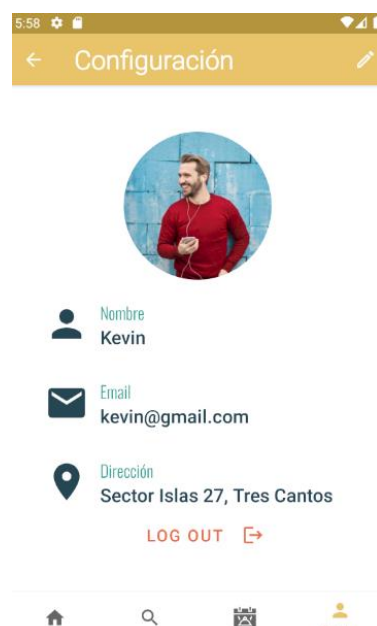 5:58
Configuración
Nombre
Kevin
Email
kevin@gmail.com
Dirección
Sector Islas 27, Tres Cantos
LOG OUT